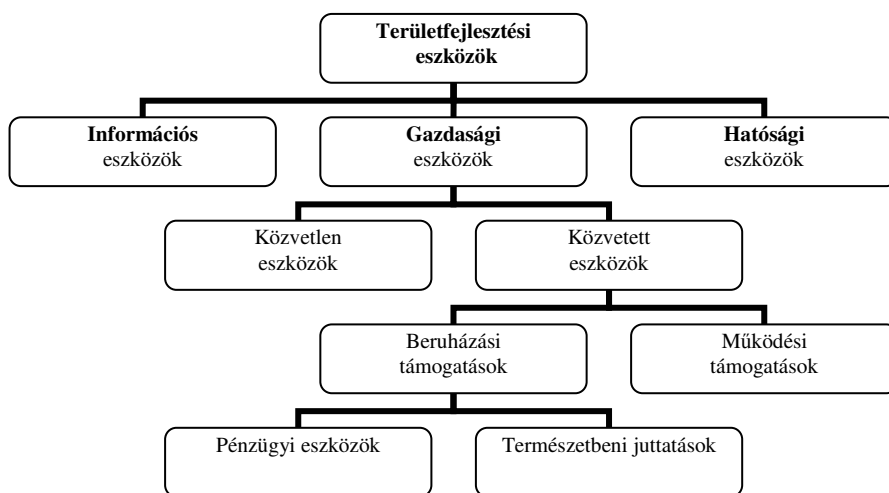 Területfejlesztési
eszközök
Információs
eszközök
Gazdasági
eszközök
Hatósági
eszközök
Közvetlen
eszközök
Közvetett
eszközök
Beruházási
támogatások
Működési
támogatások
Pénzügyi eszközök
Természetbeni juttatások